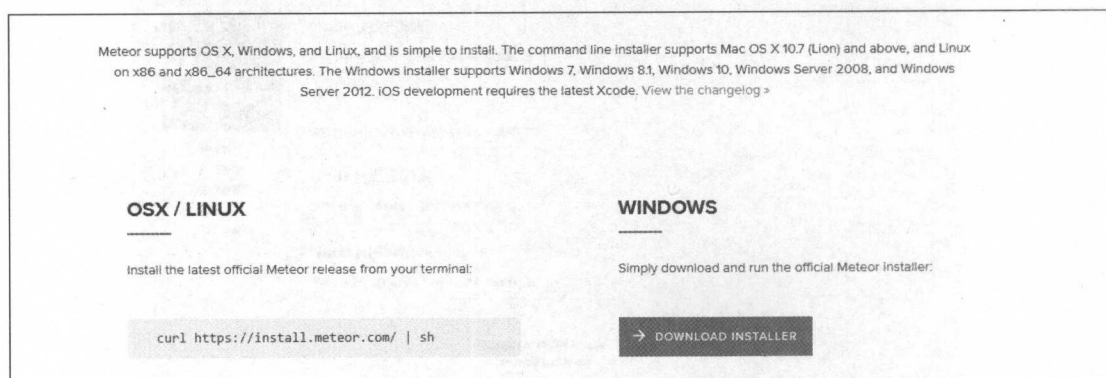 Meteor supports OS X, Windows, and Linux, and is simple to install. The command line installer supports Mac OS X 10.7 (Lion) and above, and Linux
on x86 and x86_64 architectures. The Windows installer supports Windows 7, Windows 8.1, Windows 10, Windows Server 2008, and Windows
Server 2012. iOS development requires the latest Xcode. View the changelog »
OSX / LINUX
Install the latest official Meteor release from your terminal:
curl https://install.meteor.com/ | sh
WINDOWS
Simply download and run the official Meteor installer:
→ DOWNLOAD INSTALLER